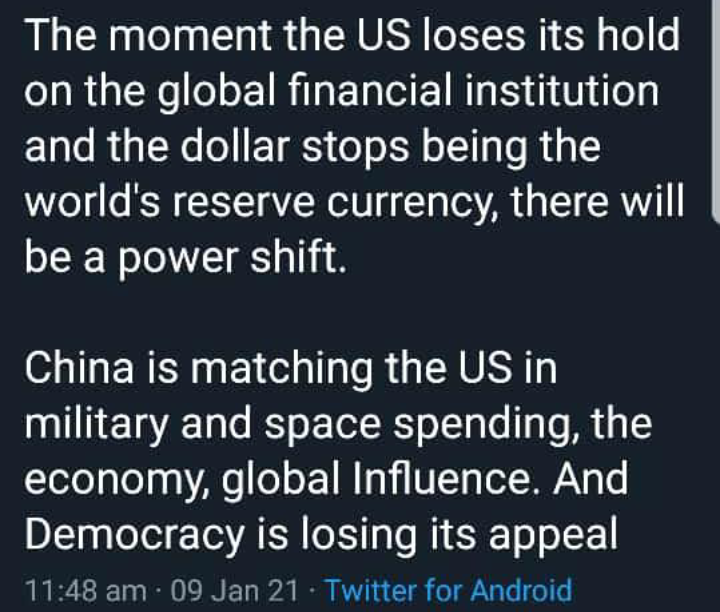 The moment the US loses its hold
on the global financial institution
and the dollar stops being the
world's reserve currency, there will
be a power shift.
China is matching the US in
military and space spending, the
economy, global Influence. And
Democracy is losing its appeal
11:48 am · 09 Jan 21 · Twitter for Android